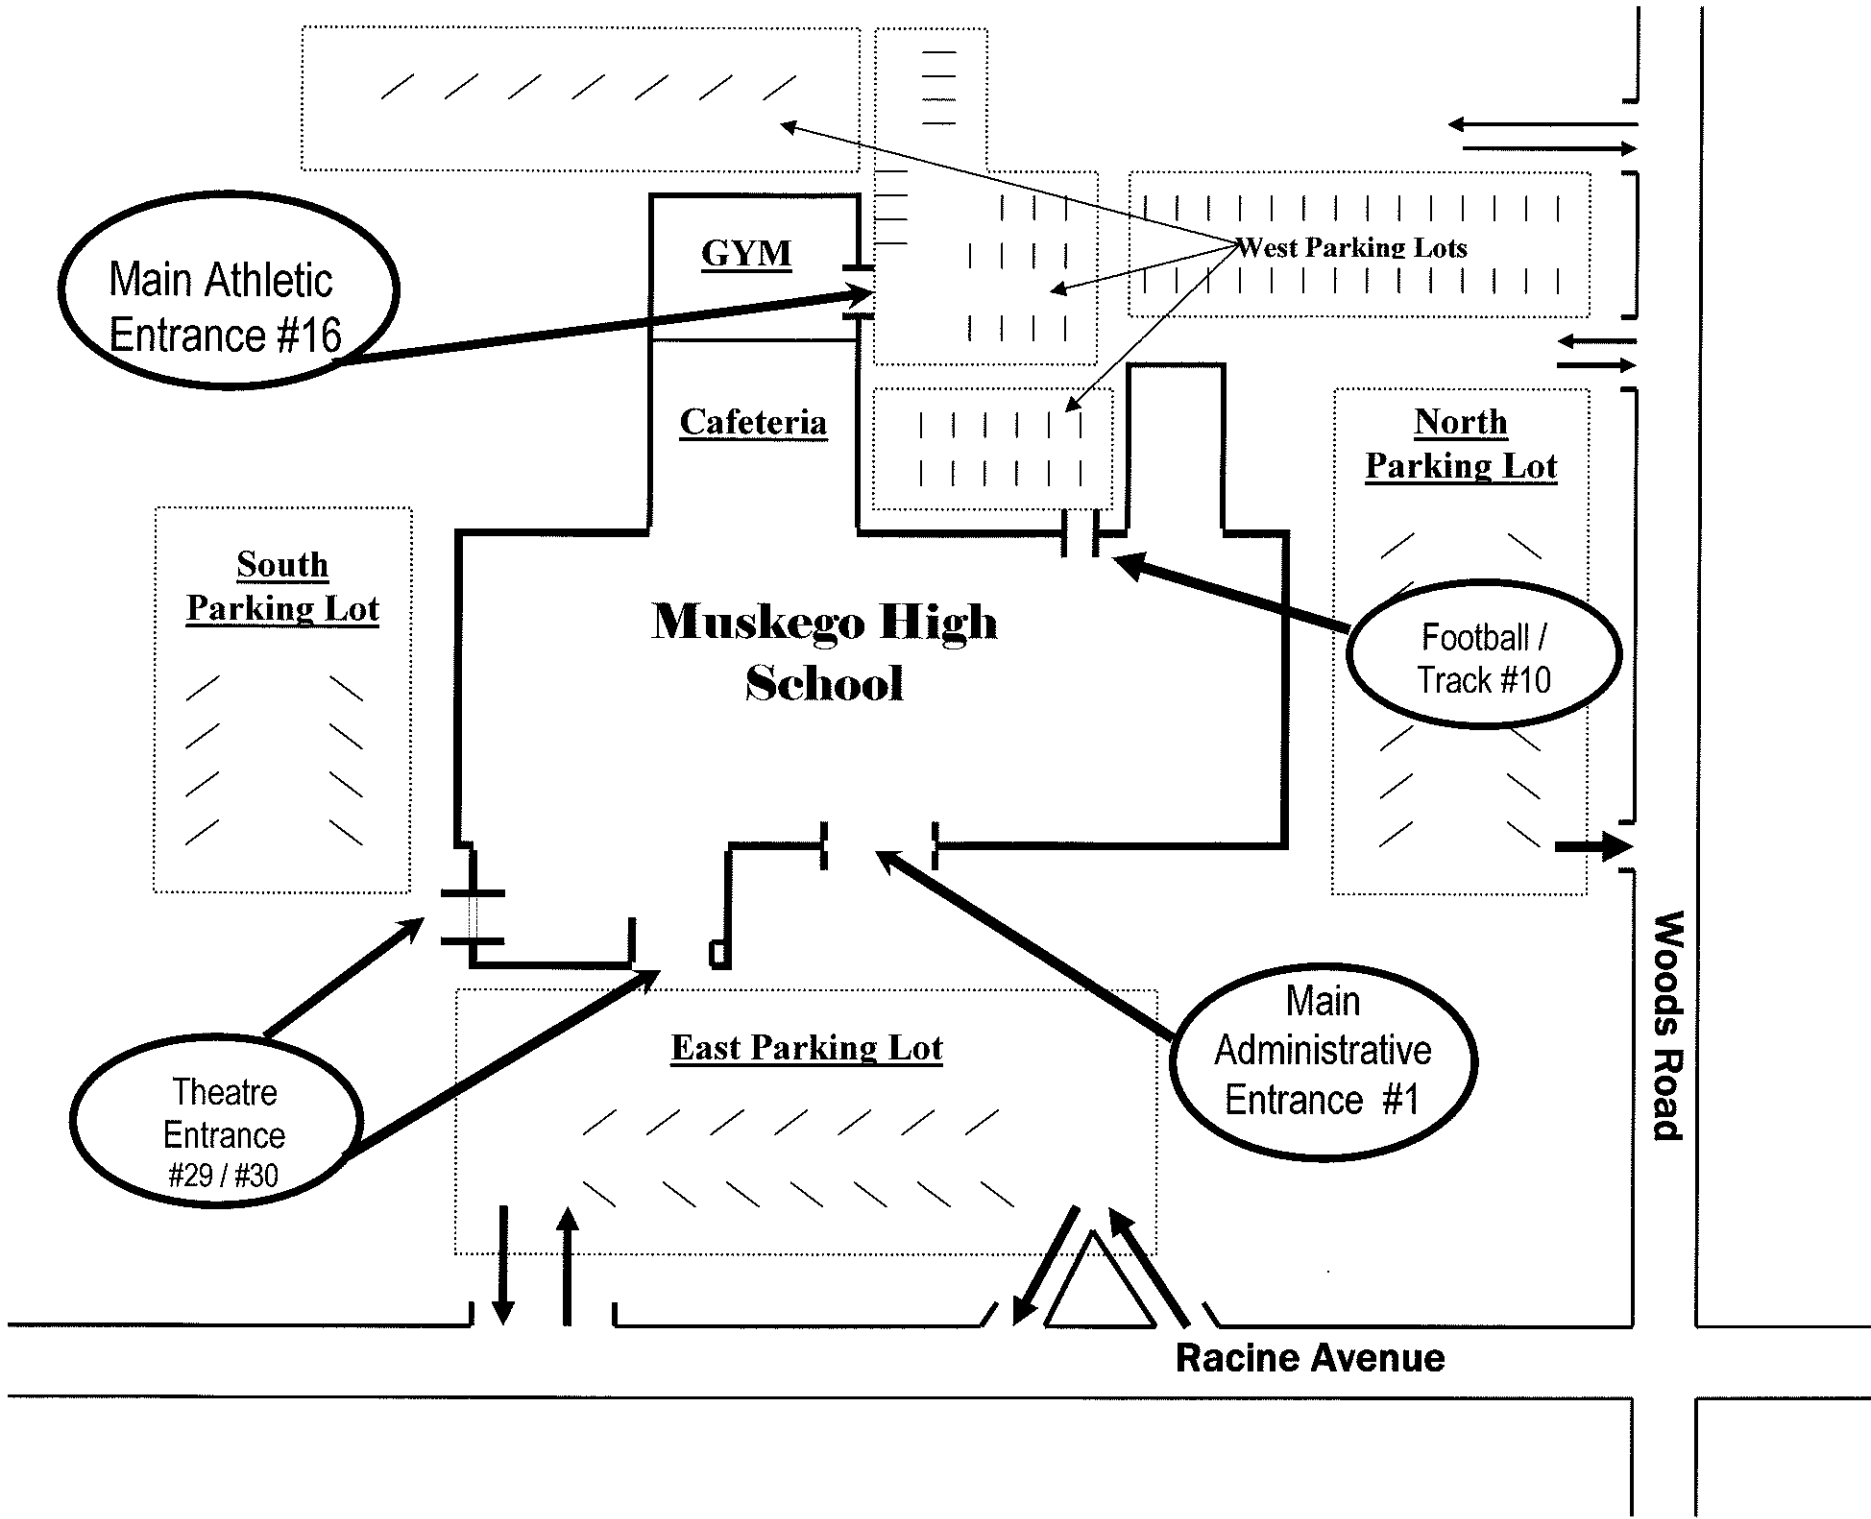 GYM
West Parking Lots
Main Athletic
Entrance #16
Cafeteria
North
Parking Lot
South
Parking Lot
Muskego High
School
Football /
Track #10
Woods Road
Main
Administrative
Entrance #1
East Parking Lot
Theatre
Entrance
#29 / #30
Racine Avenue